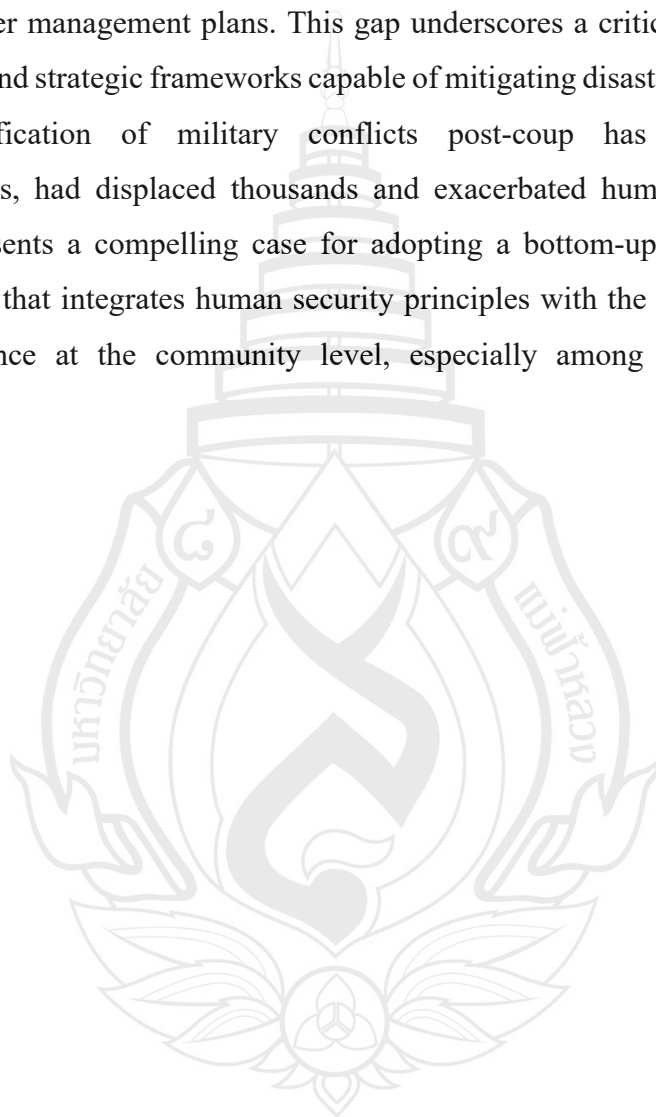 er management plans. This gap underscores a critic
nd strategic frameworks capable of mitigating disast
fication of military conflicts post-coup has
s, had displaced thousands and exacerbated hum
sents a compelling case for adopting a bottom-up
that integrates human security principles with the
nce at the community level, especially among
๘ ๙
มหาวิทยาลัย แม่ฟ้าหลวง